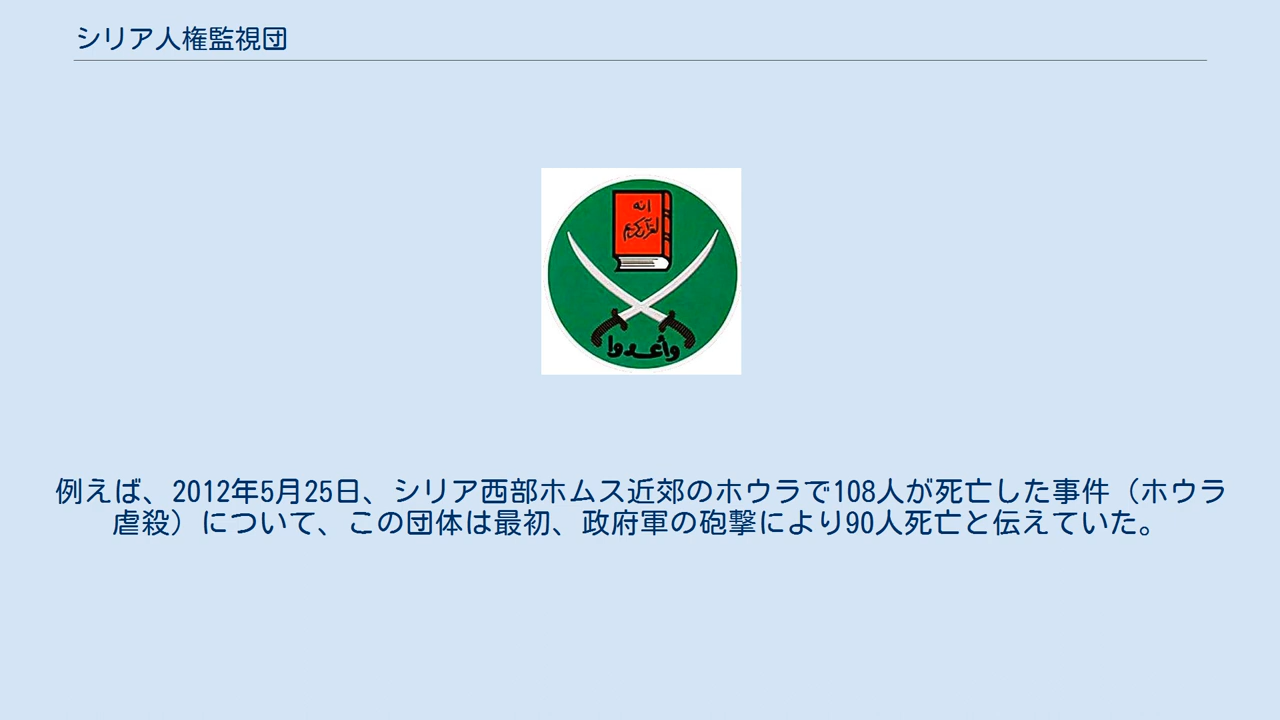 シリア人権監視団
انه
لقرآن كريم
وأعدوا
例えば、2012年5月25日、シリア西部ホムス近郊のホウラで108人が死亡した事件（ホウラ
虐殺）について、この団体は最初、政府軍の砲撃により90人死亡と伝えていた。